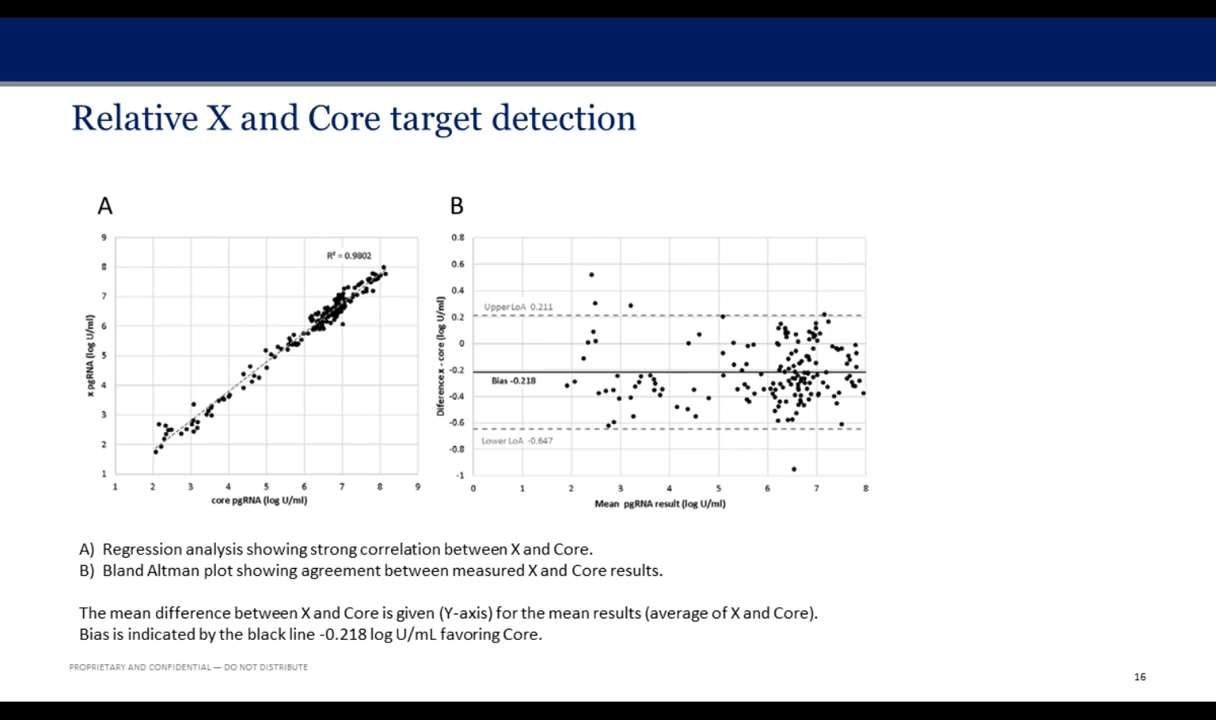 Relative X and Core target detection
A
R² = 0.9802
9
8
7
6
5
4
3
2
1
x pgRNA (log U/ml)
1 2 3 4 5 6 7 8 9
core pgRNA (log U/ml)
B
0.8
0.6
0.4
0.2
0
-0.2
-0.4
-0.6
-0.8
-1
Diference x - core (log U/ml)
Upper LoA 0.211
Bias -0.218
Lower LoA -0.647
0 1 2 3 4 5 6 7 8
Mean pgRNA result (log U/ml)
A) Regression analysis showing strong correlation between X and Core.
B) Bland Altman plot showing agreement between measured X and Core results.
The mean difference between X and Core is given (Y-axis) for the mean results (average of X and Core).
Bias is indicated by the black line -0.218 log U/mL favoring Core.
PROPRIETARY AND CONFIDENTIAL — DO NOT DISTRIBUTE
16